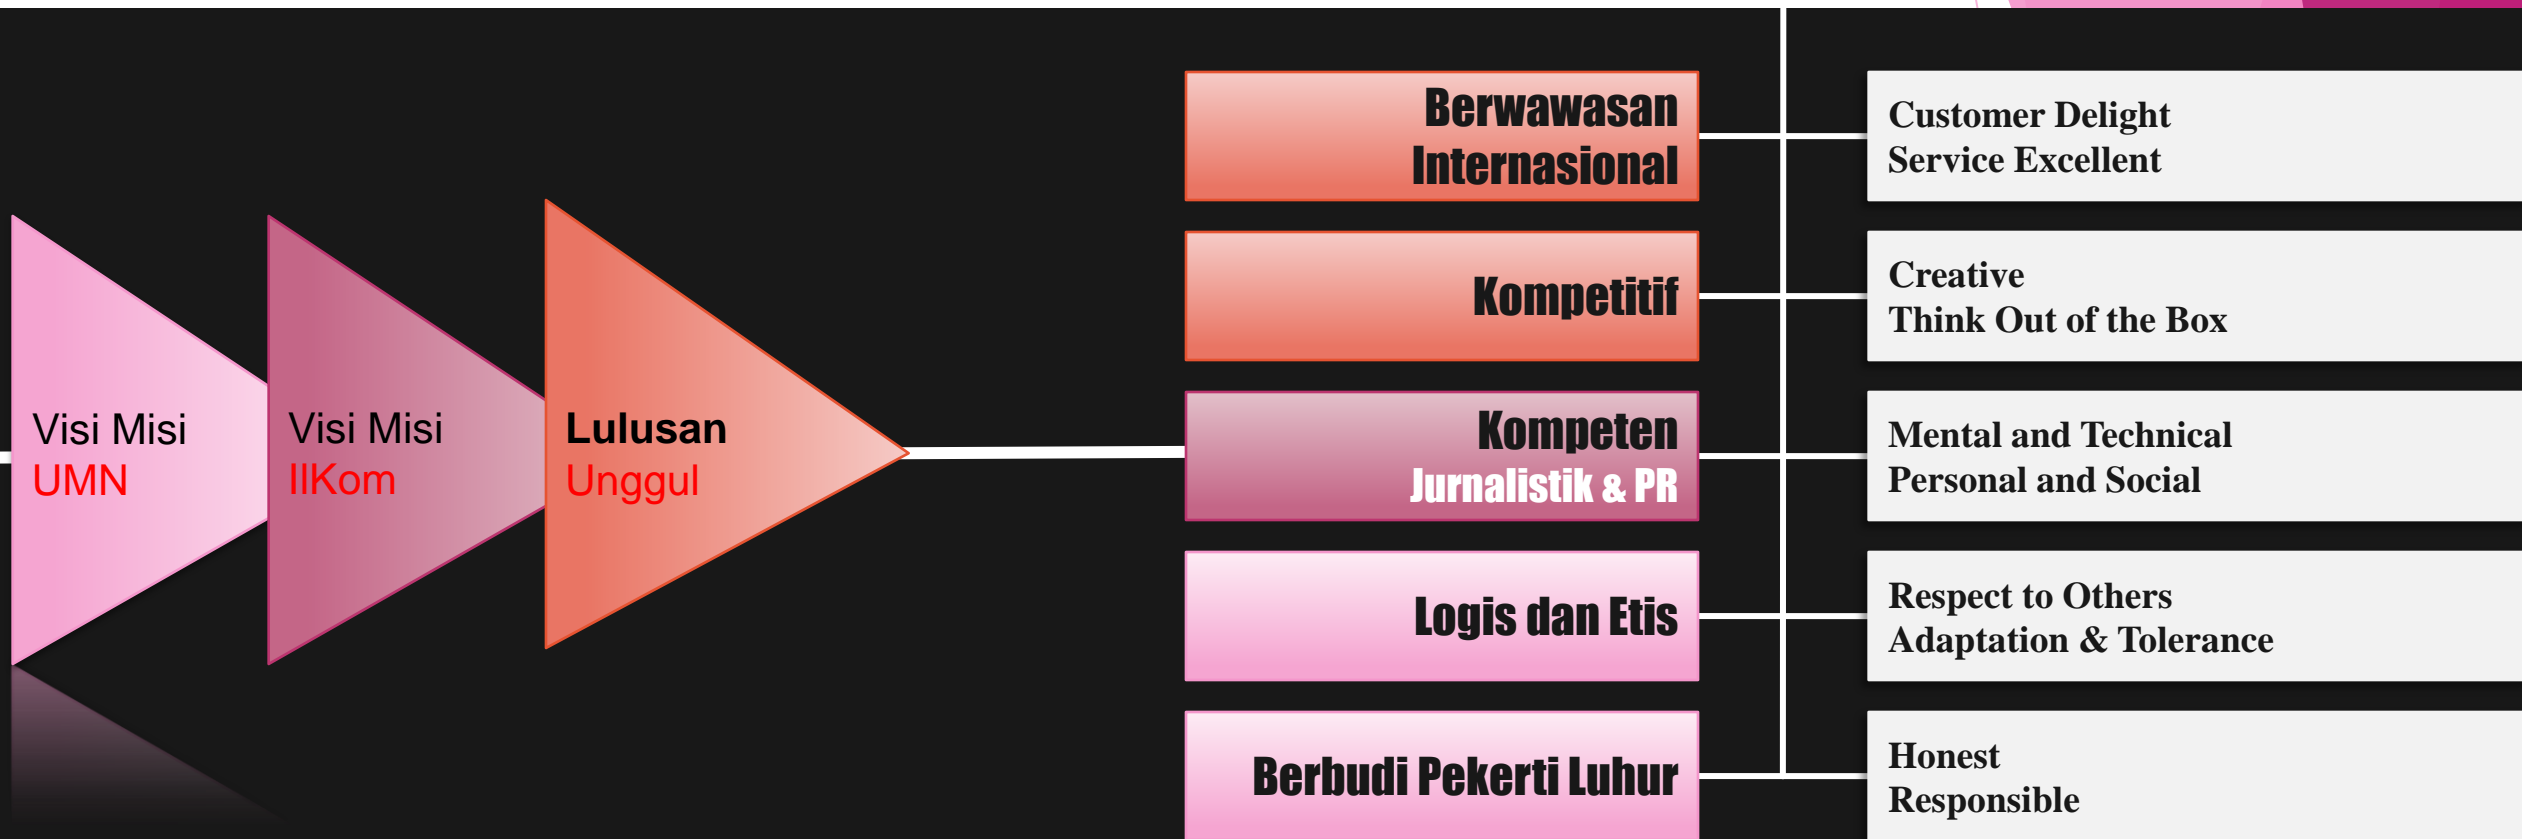 Visi Misi
UMN
Visi Misi
IlKom
Lulusan
Unggul
Berwawasan
Internasional
Customer Delight
Service Excellent
Kompetitif
Creative
Think Out of the Box
Kompeten
Jurnalistik & PR
Mental and Technical
Personal and Social
Logis dan Etis
Respect to Others
Adaptation & Tolerance
Berbudi Pekerti Luhur
Honest
Responsible